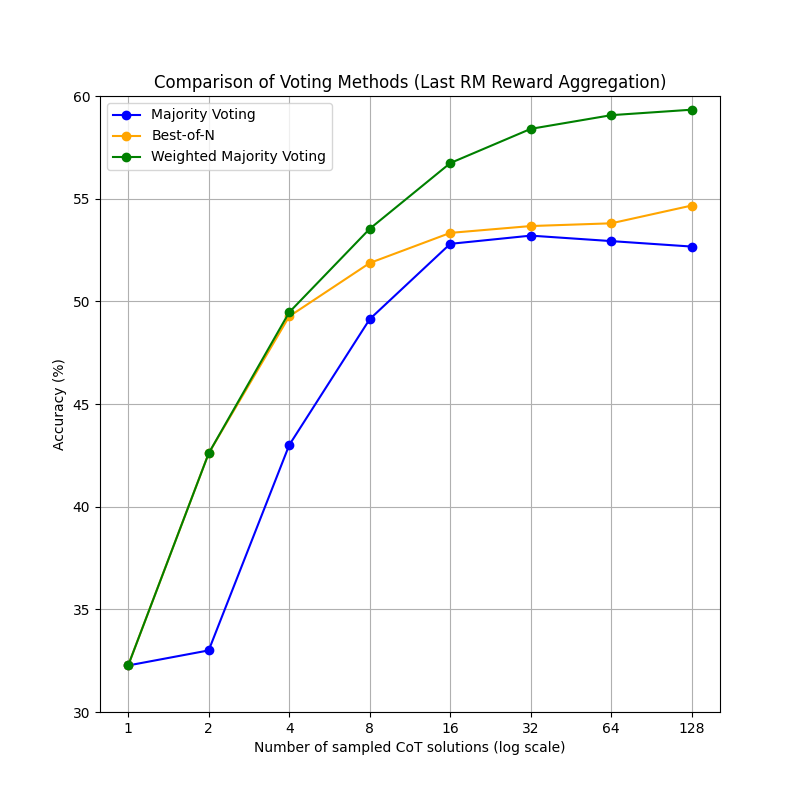 Comparison of Voting Methods (Last RM Reward Aggregation)
Majority Voting
Best-of-N
Weighted Majority Voting
Accuracy (%)
60
55
50
45
40
35
30
1 2 4 8 16 32 64 128
Number of sampled CoT solutions (log scale)